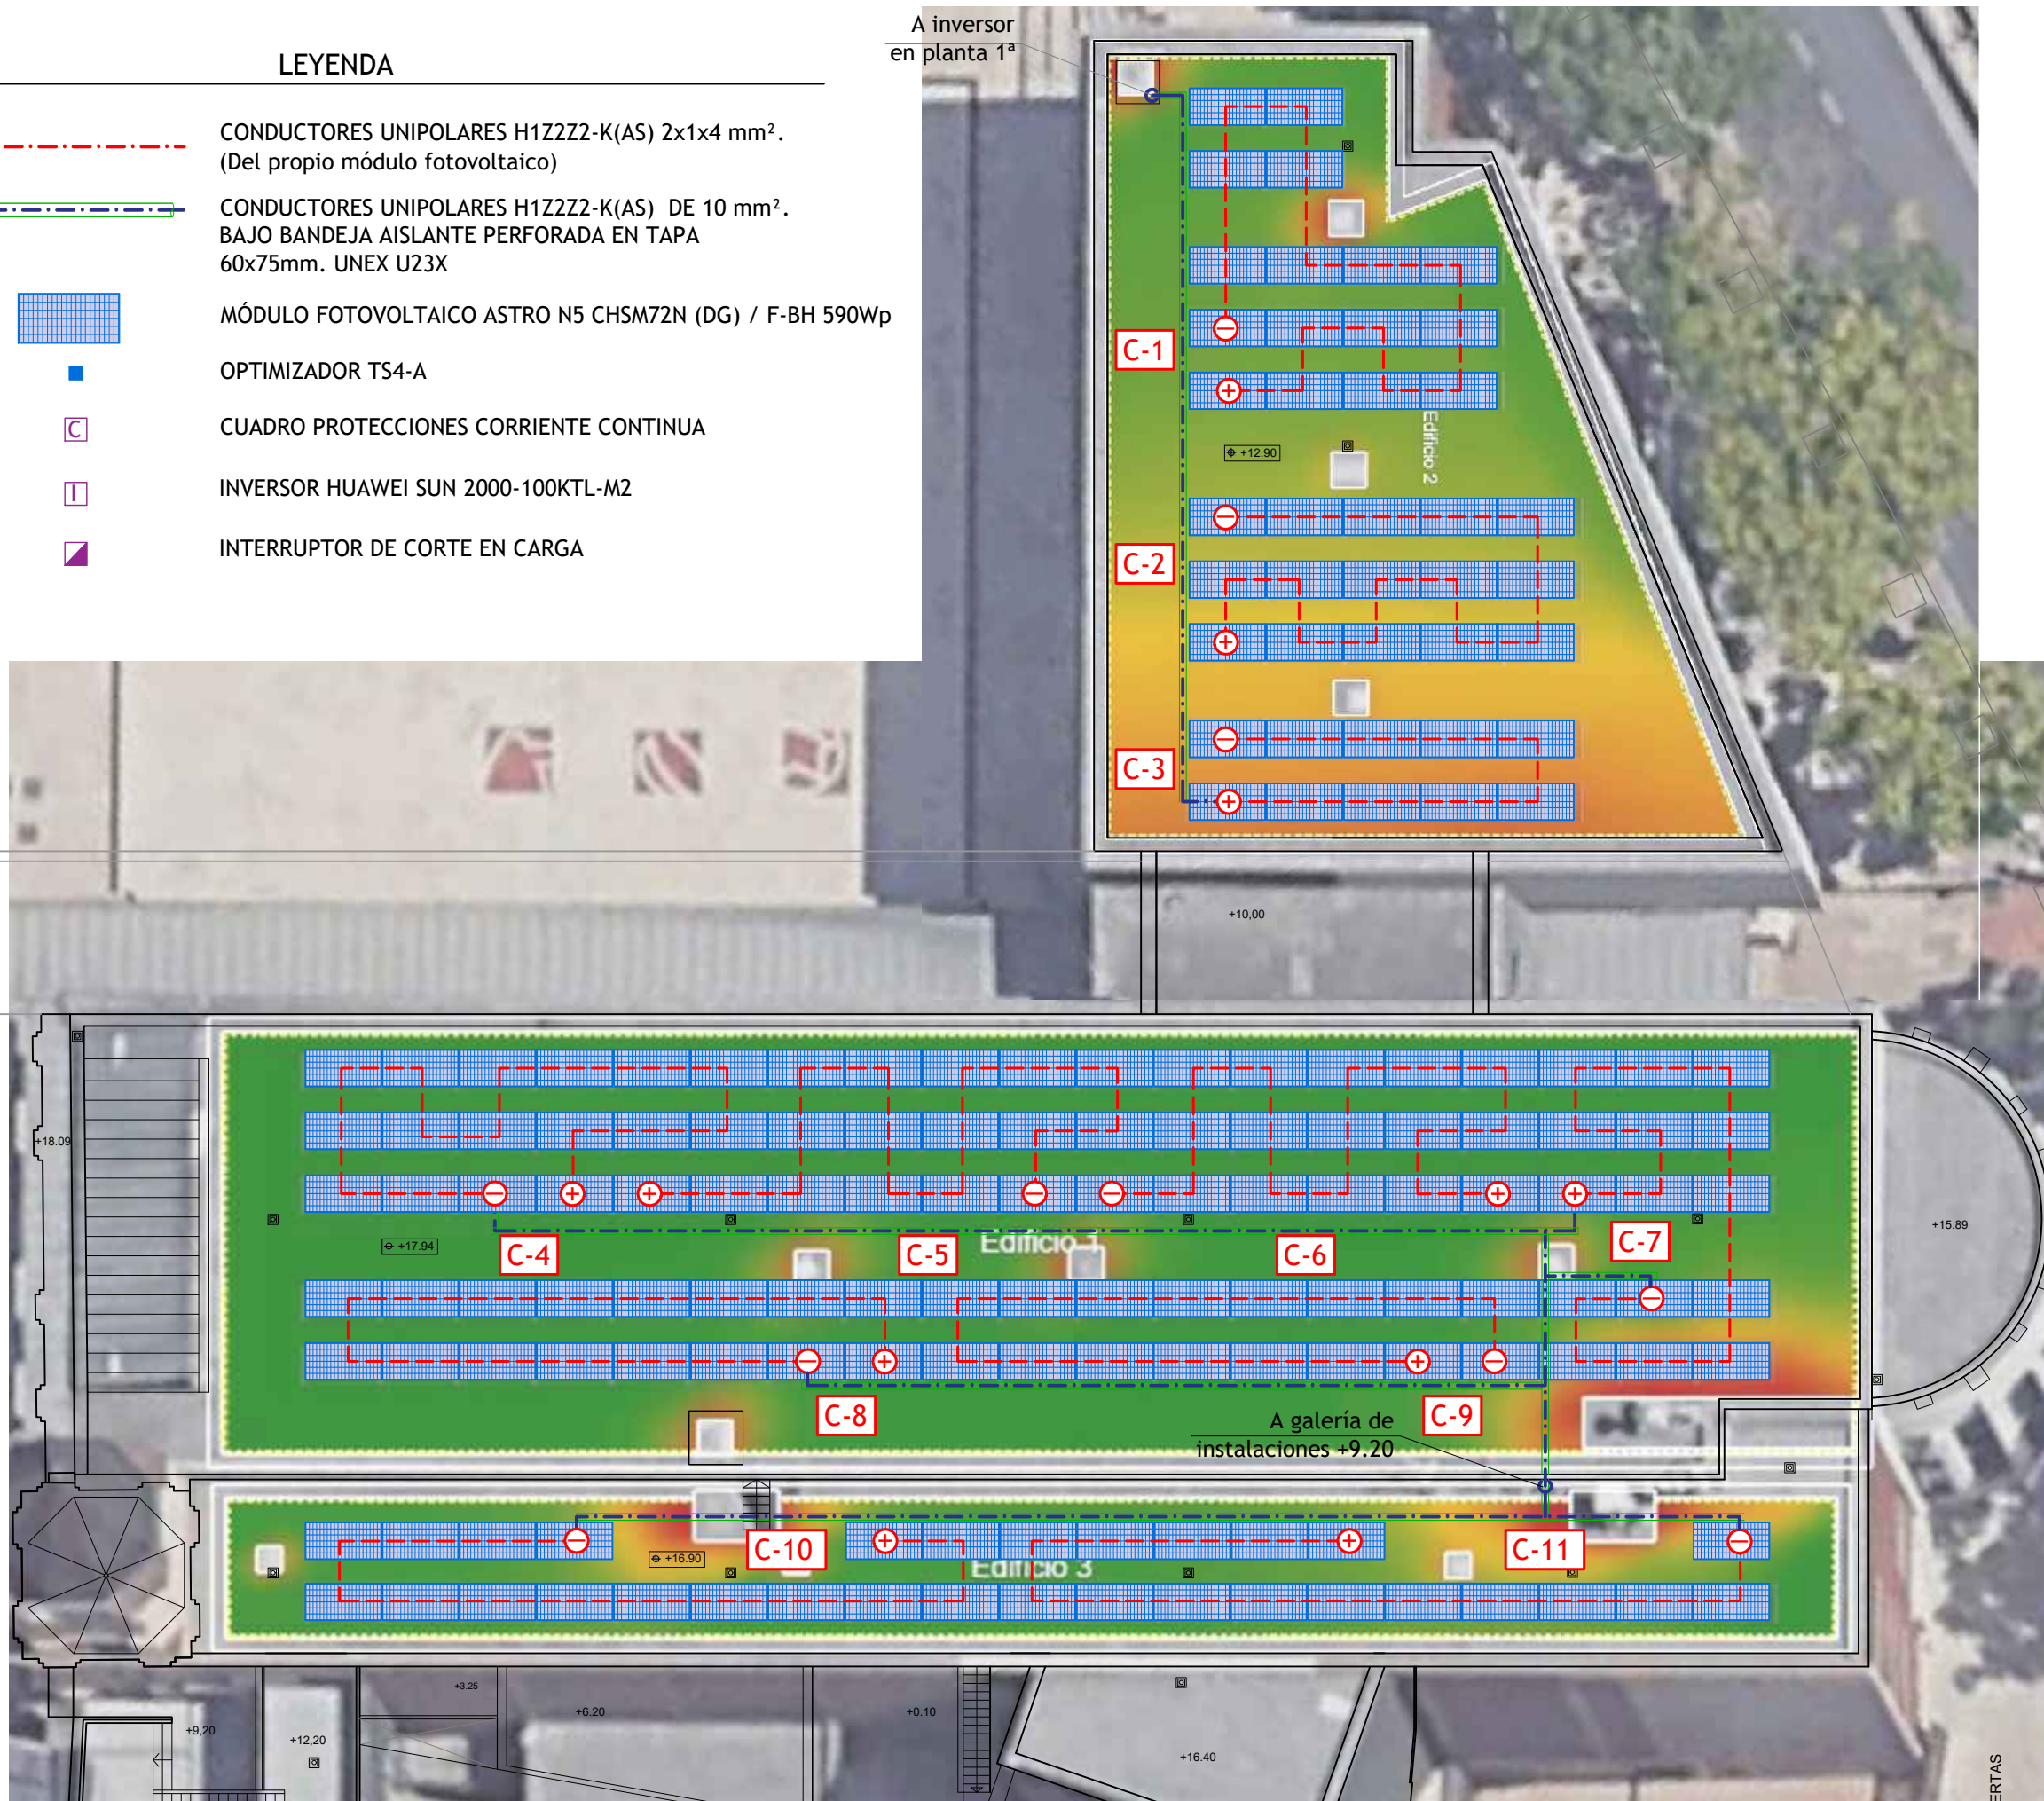 LEYENDA
CONDUCTORES UNIPOLARES H1Z2Z2-K(AS) 2x1x4 mm².
(Del propio módulo fotovoltaico)
CONDUCTORES UNIPOLARES H1Z2Z2-K(AS) DE 10 mm².
BAJO BANDEJA AISLANTE PERFORADA EN TAPA
60x75mm. UNEX U23X
MÓDULO FOTOVOLTAICO ASTRO N5 CHSM72N (DG) / F-BH 590Wp
OPTIMIZADOR TS4-A
C
CUADRO PROTECCIONES CORRIENTE CONTINUA
I
INVERSOR HUAWEI SUN 2000-100KTL-M2
INTERRUPTOR DE CORTE EN CARGA
A inversor
en planta 1ª
C-1
+12.90
Edificio 2
C-2
C-3
+10,00
+18.09
+17.94
C-4
C-5
Edificio 1
C-6
C-7
+15.89
C-8
C-9
A galería de
instalaciones +9.20
C-10
C-11
+16.90
Edificio 3
+3.25
+6.20
+0.10
+9,20
+12,20
+16.40
ERTAS